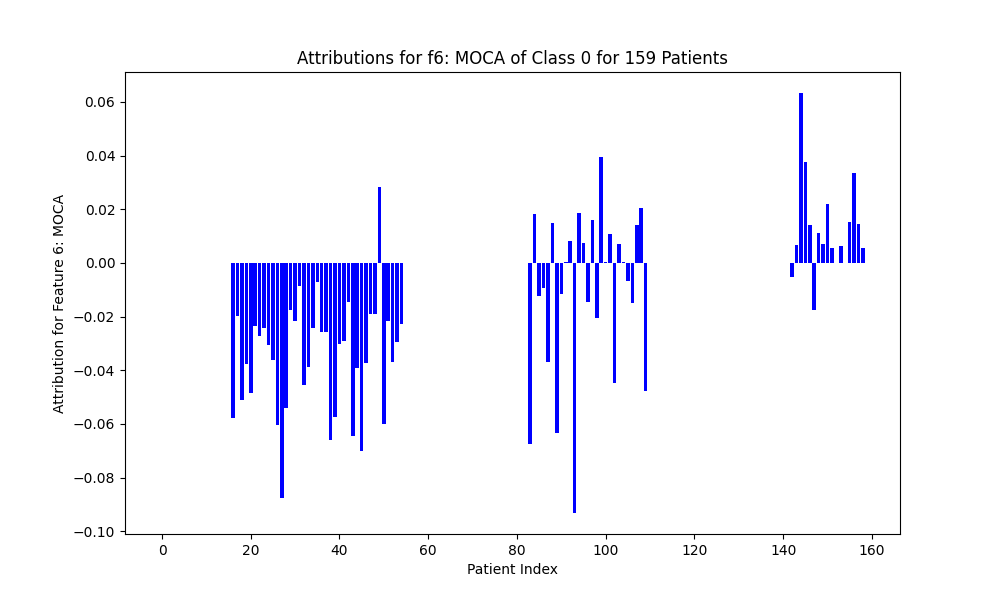 Attributions for f6: MOCA of Class 0 for 159 Patients
Attribution for Feature 6: MOCA
0.06
0.04
0.02
0.00
−0.02
−0.04
−0.06
−0.08
−0.10
0 20 40 60 80 100 120 140 160
Patient Index